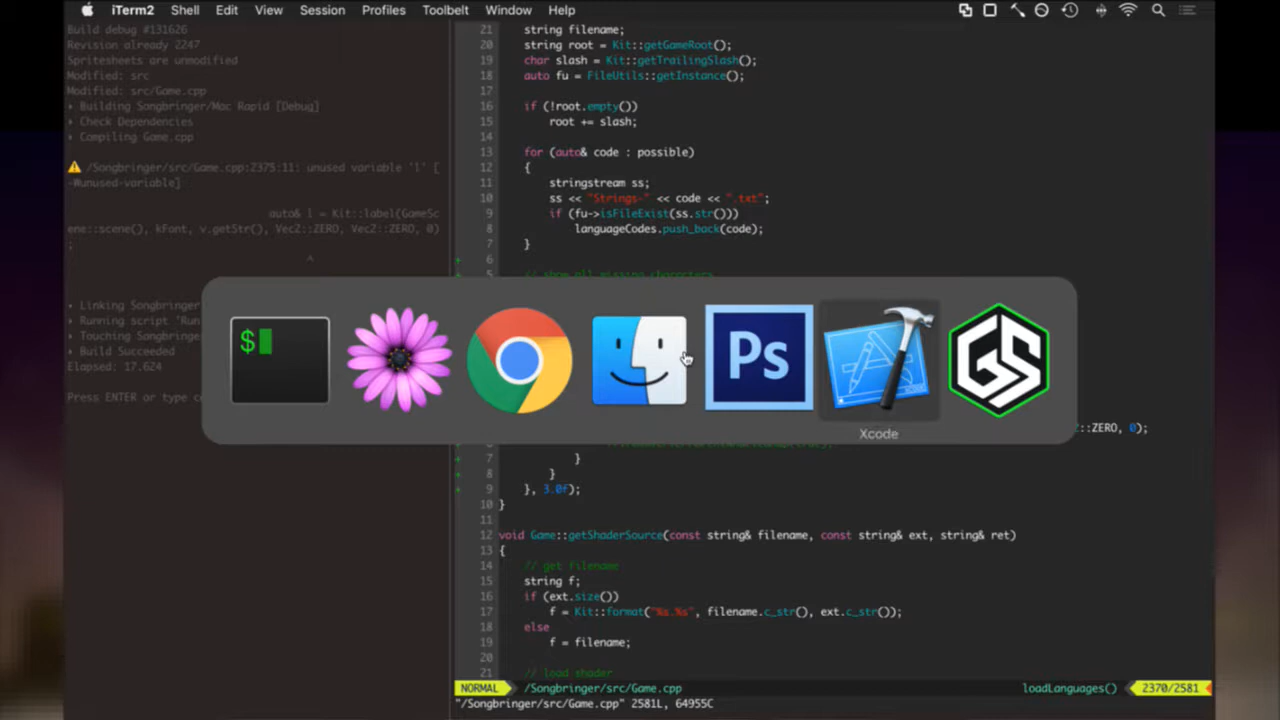 iTerm2 Shell Edit View Session Profiles Toolbelt Window Help
Build debug #131626
Revision already 2247
Spritesheets are unmodified
Modified: src
Modified: src/Game.cpp
▸ Building Songbringer/Mac Rapid [Debug]
▸ Check Dependencies
▸ Compiling Game.cpp
⚠️ /Songbringer/src/Game.cpp:2375:11: unused variable 'l' [
-Wunused-variable]
auto& l = Kit::label(GameSc
ene::scene(), kFont, v.getStr(), Vec2::ZERO, Vec2::ZERO, 0)
;
^
▸ Linking Songbringer
▸ Running script 'Run
▸ Touching Songbringer
▸ Build Succeeded
Elapsed: 17.624
Press ENTER or type co
21 string filename;
20 string root = Kit::getGameRoot();
19 char slash = Kit::getTrailingSlash();
18 auto fu = FileUtils::getInstance();
17
16 if (!root.empty())
15 root += slash;
14
13 for (auto& code : possible)
12 {
11 stringstream ss;
10 ss << "Strings-" << code << ".txt";
9 if (fu->isFileExist(ss.str()))
8 languageCodes.push_back(code);
7 }
+ 6
+ 5 // show all missing characters
$
Ps
GS
Xcode
::ZERO, 0);
+ 7 }
+ 8 }
+ 9 }, 3.0f);
10 }
11
12 void Game::getShaderSource(const string& filename, const string& ext, string& ret)
13 {
14 // get filename
15 string f;
16 if (ext.size())
17 f = Kit::format("%s.%s", filename.c_str(), ext.c_str());
18 else
19 f = filename;
20
21 // load shader
NORMAL /Songbringer/src/Game.cpp loadLanguages() 2370/2581
"/Songbringer/src/Game.cpp" 2581L, 64955C